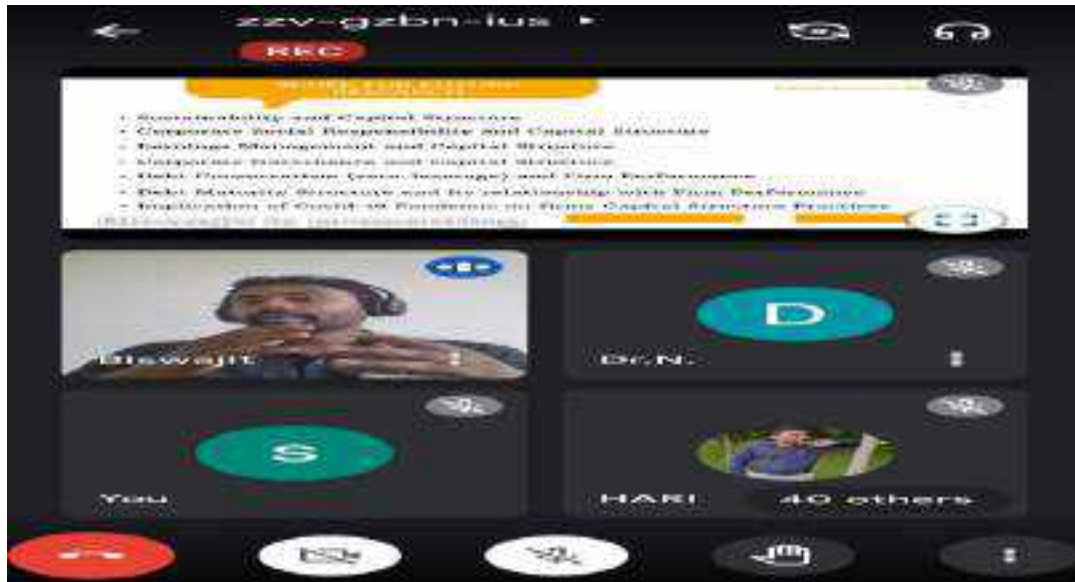 zzv-gzbn-ius
REC
• Sustainability and Capital Structure
• Corporate Social Responsibility and Capital Structure
• Earnings Management and Capital Structure
• Corporate Governance and Capital Structure
• Debt Concentration (zero leverage) and Firm Performance
• Debt Maturity Structure and its relationship with Firm Performance
• Implication of Covid-19 Pandemic on Firms Capital Structure Practices
Biswajit
Dr.N.
D
S
You
HARI
40 others